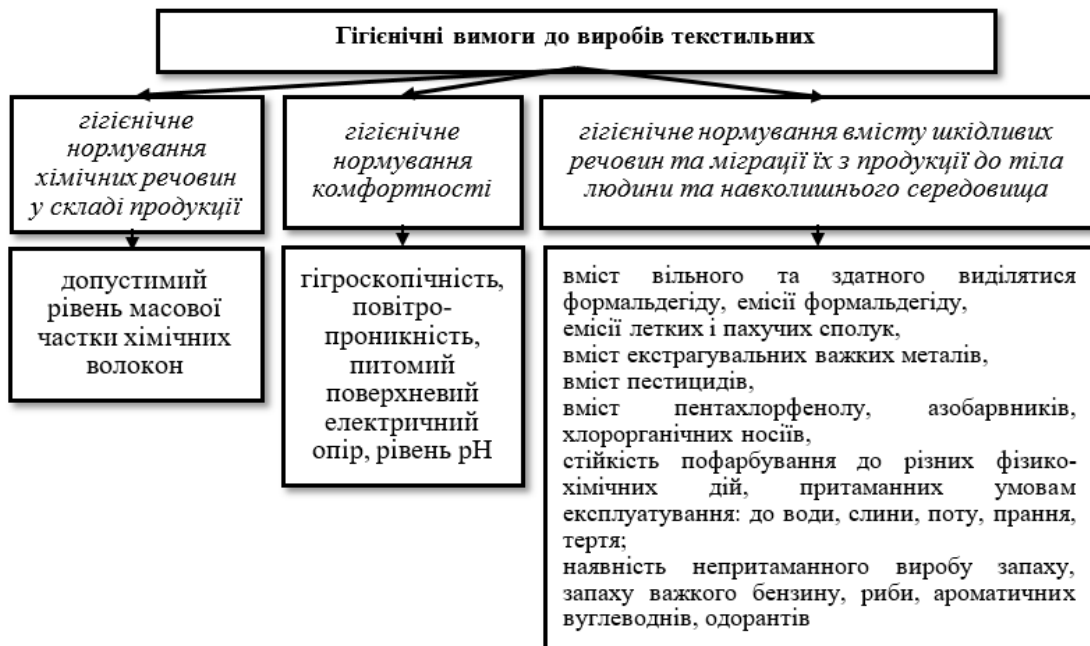 Гігієнічні вимоги до виробів текстильних
гігієнічне
нормування
хімічних речовин
у складі продукції
гігієнічне
нормування
комфортності
гігієнічне нормування вмісту шкідливих
речовин та міграції їх з продукції до тіла
людини та навколишнього середовища
допустимий
рівень масової
частки хімічних
волокон
гігроскопічність,
повітро-
проникність,
питомий
поверхневий
електричний
опір, рівень рН
вміст вільного та здатного виділятися
формальдегіду, емісії формальдегіду,
емісії летких і пахучих сполук,
вміст екстрагувальних важких металів,
вміст пестицидів,
вміст пентахлорфенолу, азобарвників,
хлорорганічних носіїв,
стійкість пофарбування до різних фізико-
хімічних дій, притаманних умовам
експлуатування: до води, слини, поту, прання,
тертя;
наявність непритаманного виробу запаху,
запаху важкого бензину, риби, ароматичних
вуглеводнів, одорантів